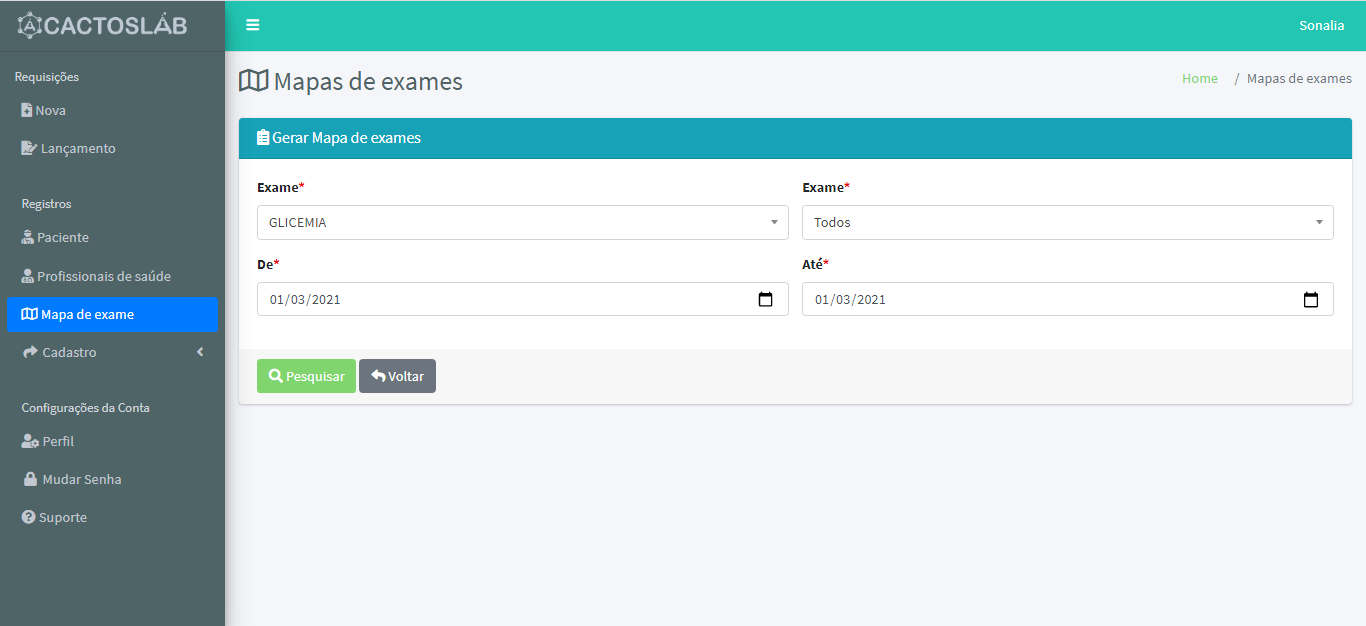 CACTOSLAB
Sonalia
Requisições
Nova
Lançamento
Registros
Paciente
Profissionais de saúde
Mapa de exame
Cadastro
Configurações da Conta
Perfil
Mudar Senha
Suporte
Mapas de exames
Home / Mapas de exames
Gerar Mapa de exames
Exame* Exame*
GLICEMIA Todos
De* Até*
01/03/2021 01/03/2021
Pesquisar Voltar